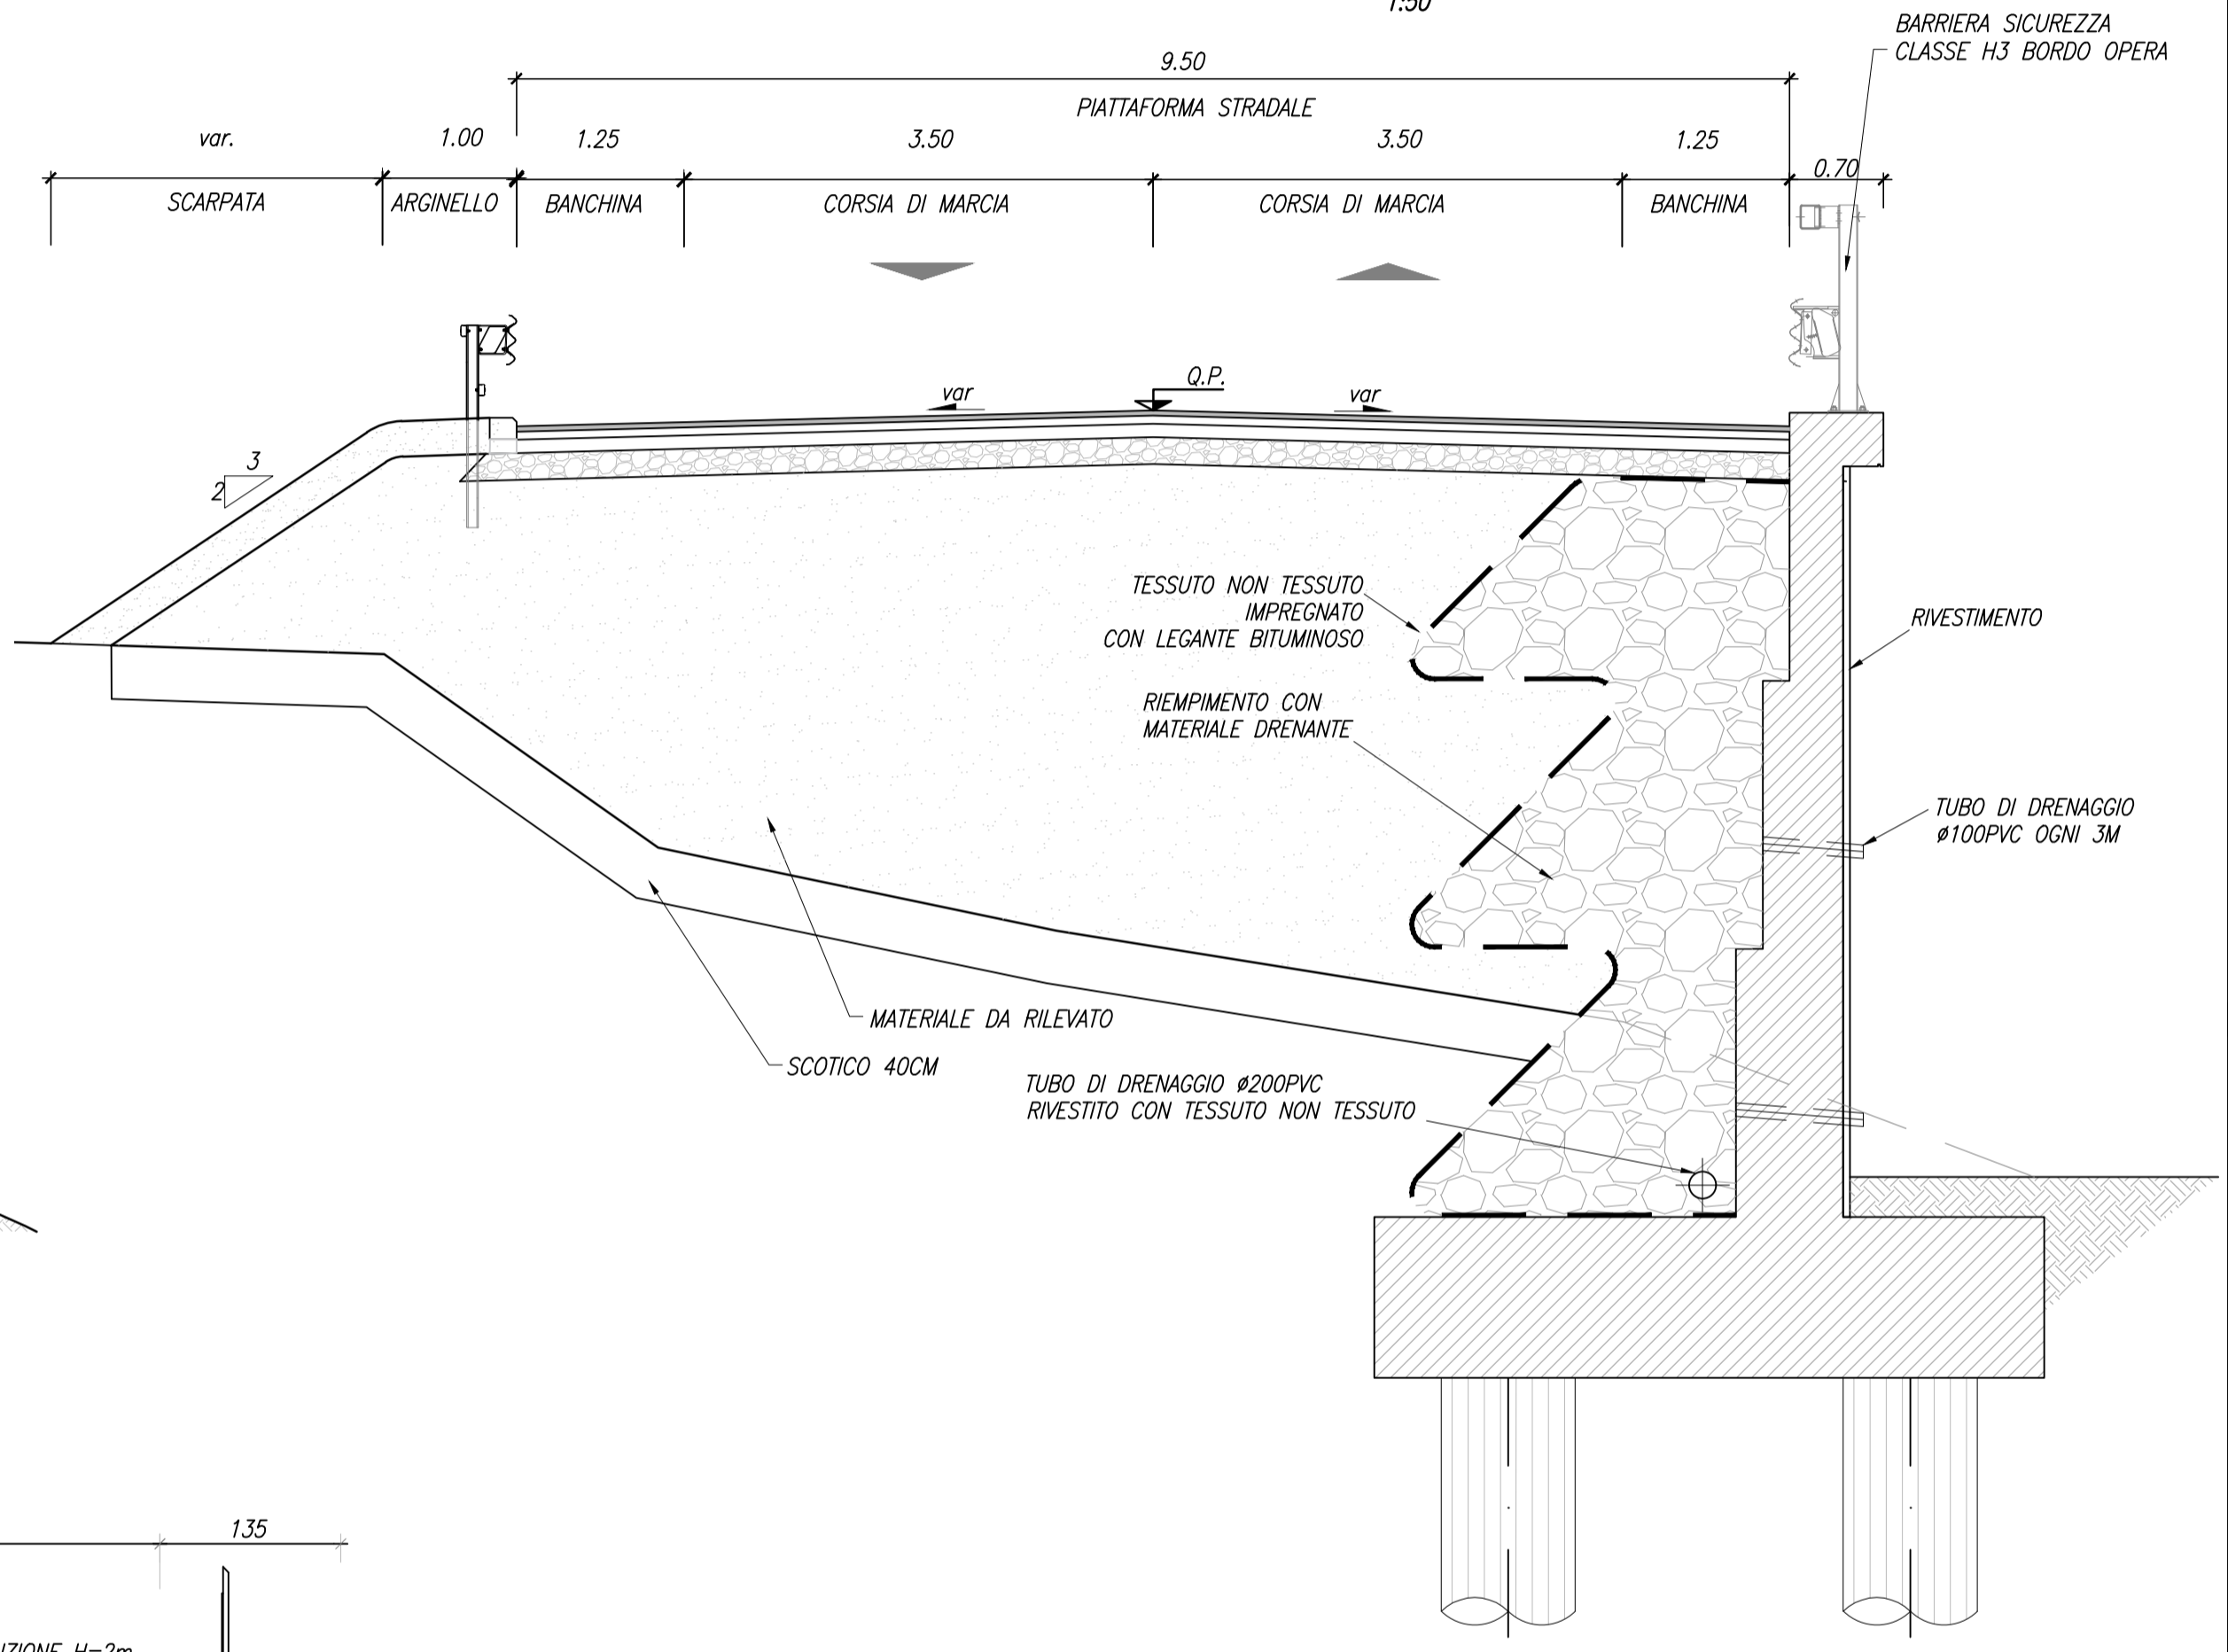 1:50
BARRIERA SICUREZZA
CLASSE H3 BORDO OPERA
9.50
PIATTAFORMA STRADALE
var.
1.00
1.25
3.50
3.50
1.25
0.70
SCARPATA
ARGINELLO
BANCHINA
CORSIA DI MARCIA
CORSIA DI MARCIA
BANCHINA
Q.P.
var
var
3
2
TESSUTO NON TESSUTO
IMPREGNATO
CON LEGANTE BITUMINOSO
RIVESTIMENTO
RIEMPIMENTO CON
MATERIALE DRENANTE
TUBO DI DRENAGGIO
ø100PVC OGNI 3M
MATERIALE DA RILEVATO
SCOTICO 40CM
TUBO DI DRENAGGIO ø200PVC
RIVESTITO CON TESSUTO NON TESSUTO
135
H=2m